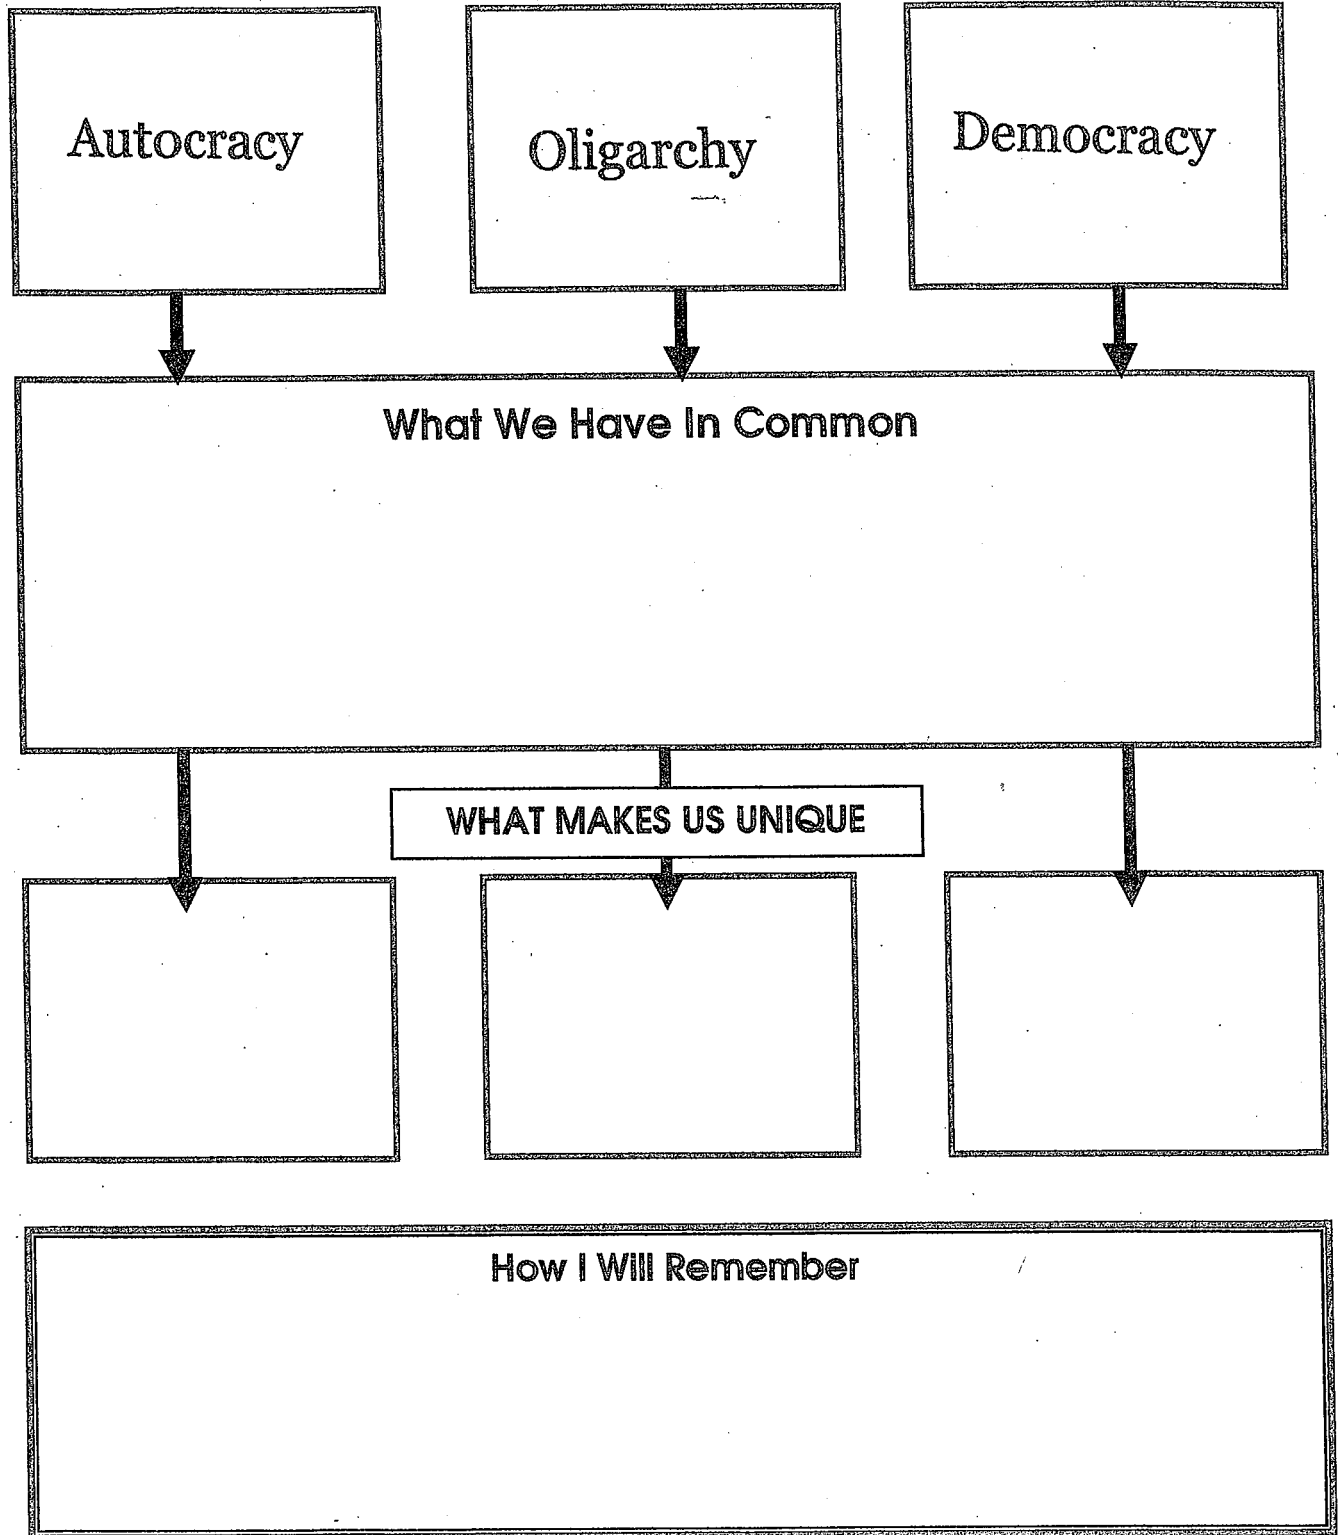 Autocracy
Oligarchy
Democracy
What We Have In Common
WHAT MAKES US UNIQUE
How I Will Remember